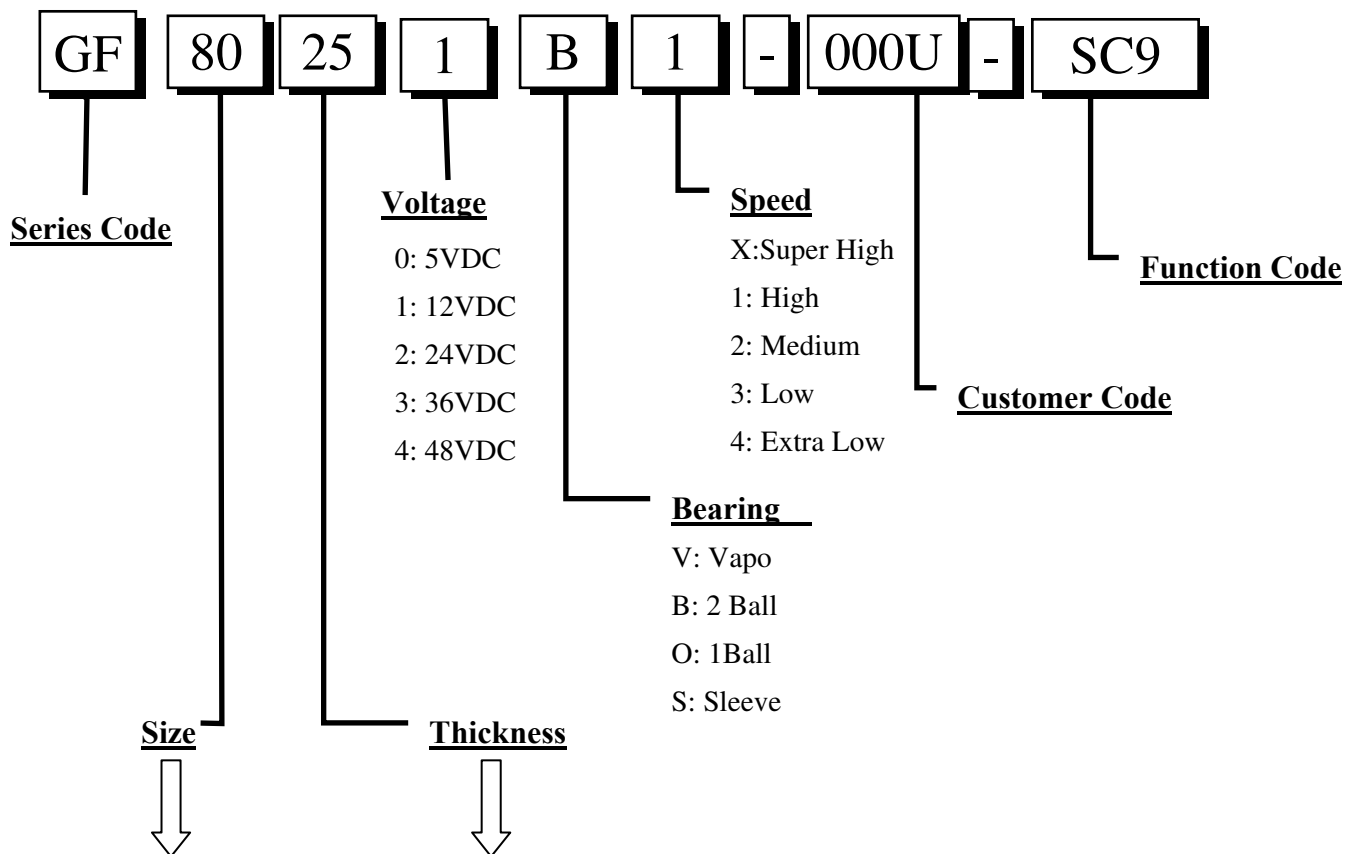 GF 80 25 1 B 1 - 000U - SC9
Series Code
Voltage
0: 5VDC
1: 12VDC
2: 24VDC
3: 36VDC
4: 48VDC
Speed
X:Super High
1: High
2: Medium
3: Low
4: Extra Low
Function Code
Customer Code
Bearing
V: Vapo
B: 2 Ball
O: 1Ball
S: Sleeve
Size
Thickness